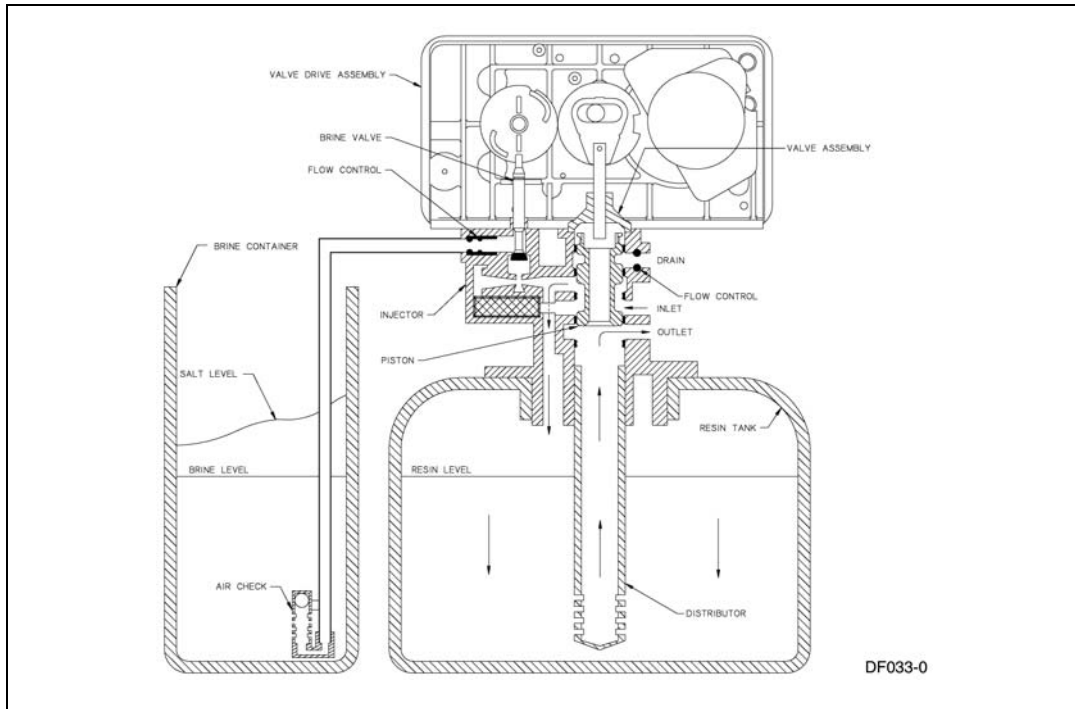 VALVE DRIVE ASSEMBLY
BRINE VALVE
VALVE ASSEMBLY
FLOW CONTROL
BRINE CONTAINER
DRAIN
FLOW CONTROL
INJECTOR
INLET
OUTLET
PISTON
SALT LEVEL
RESIN TANK
BRINE LEVEL
RESIN LEVEL
AIR CHECK
DISTRIBUTOR
DF033-0